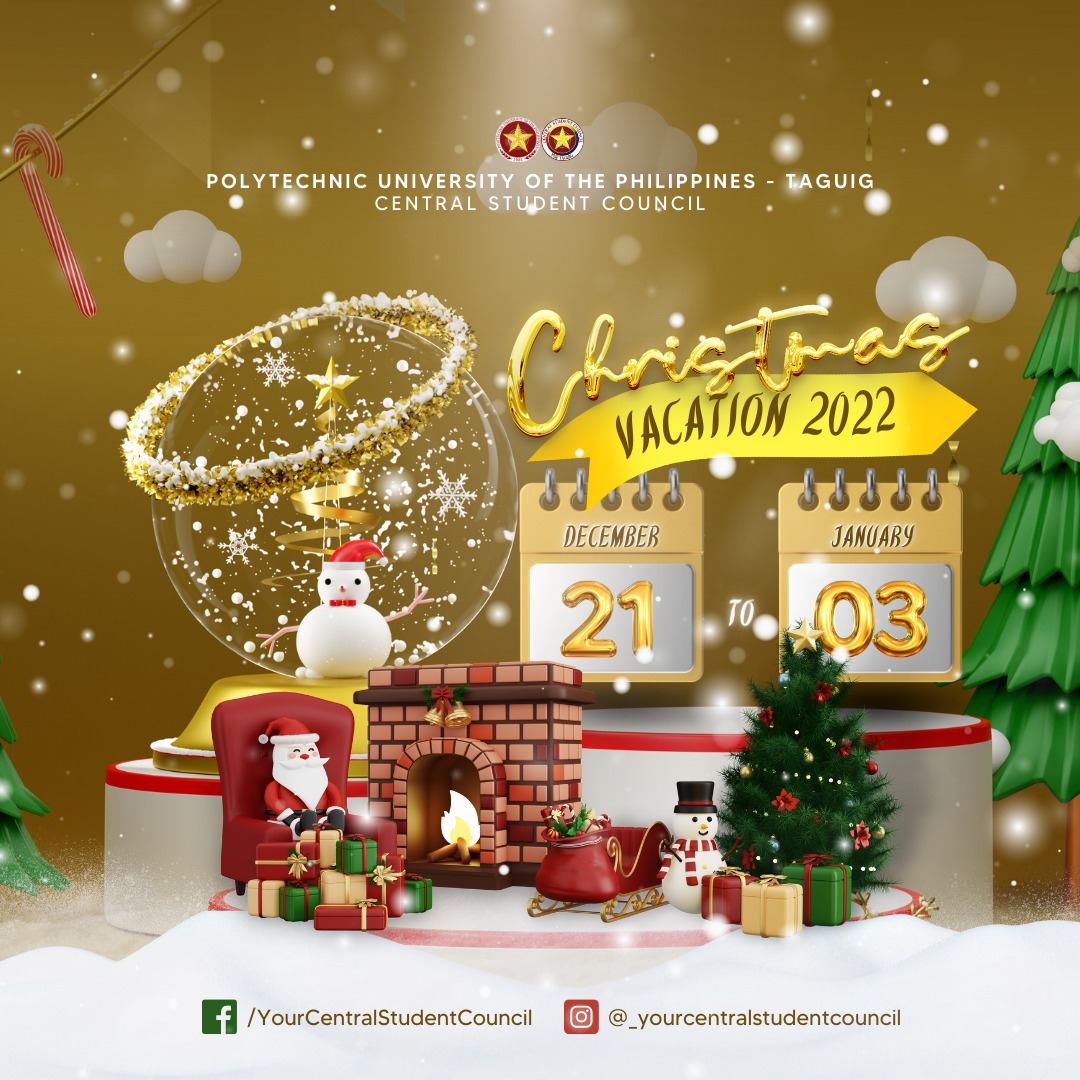 POLYTECHNIC UNIVERSITY OF THE PHILIPPINES - TAGUIG
CENTRAL STUDENT COUNCIL
Christmas
VACATION 2022
DECEMBER
21
TO
JANUARY
03
/YourCentralStudentCouncil
@_yourcentralstudentcouncil